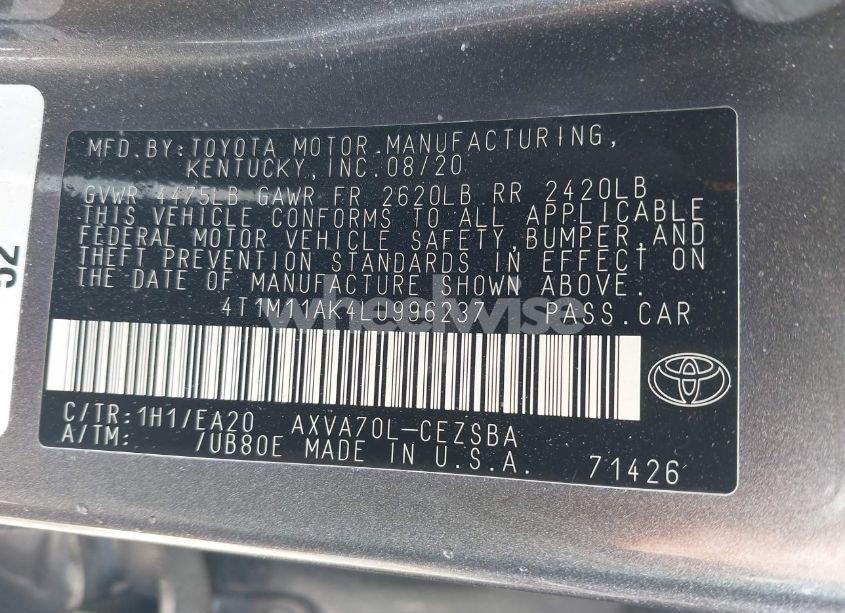 MFD.BY:TOYOTA MOTOR MANUFACTURING,
KENTUCKY,INC.08/20
GVWR 4475LB GAWR FR 2620LB RR 2420LB
THIS VEHICLE CONFORMS TO ALL APPLICABLE
FEDERAL MOTOR VEHICLE SAFETY,BUMPER,AND
THEFT PREVENTION STANDARDS IN EFFECT ON
THE DATE OF MANUFACTURE SHOWN ABOVE.
4T1M11AK4LU996237 PASS.CAR
wheelwise
C/TR:1H1/EA20 AXVA70L-CEZSBA
A/TM: /UB80E MADE IN U.S.A. 71426
52